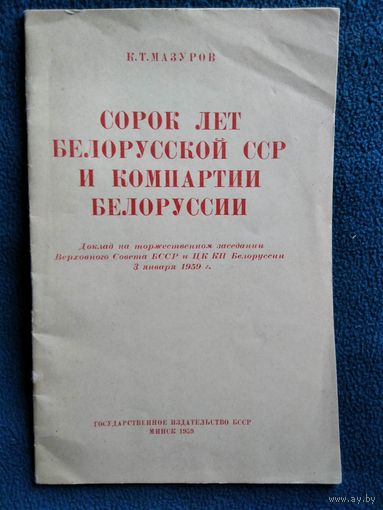 К. Т. МАЗУРОВ
СОРОК ЛЕТ
БЕЛОРУССКОЙ ССР
И КОМПАРТИИ
БЕЛОРУССИИ
Доклад на торжественном заседании
Верховного Совета БССР и ЦК КП Белоруссии
3 января 1959 г.
ГОСУДАРСТВЕННОЕ ИЗДАТЕЛЬСТВО БССР
МИНСК 1959
www.ay.by